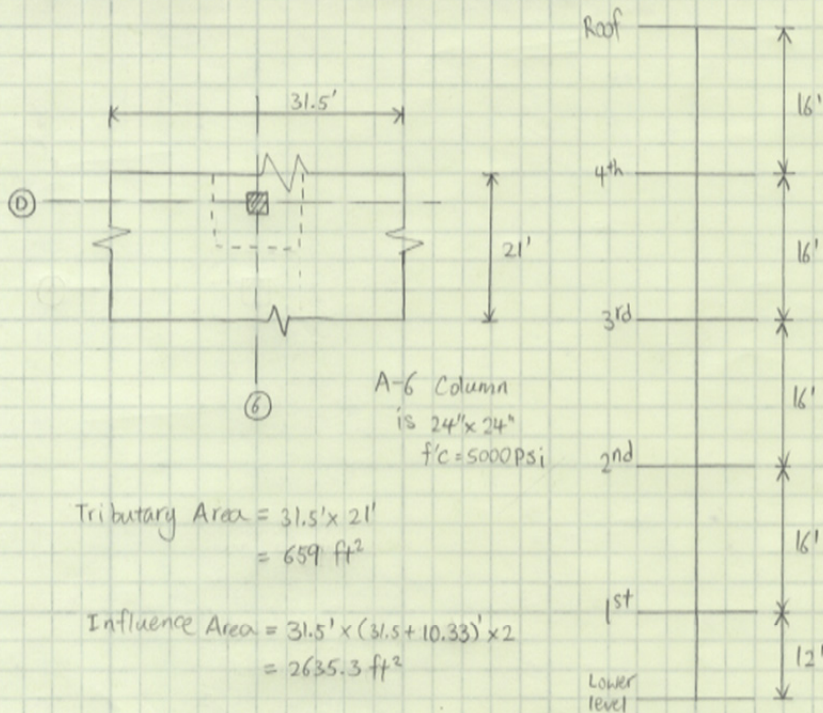 31.5'
D
21'
6
A-6 Column
is 24"x 24"
f'c = 5000 psi
Tributary Area = 31.5' x 21'
= 659 ft²
Influence Area = 31.5' x (31.5 + 10.33)' x 2
= 2635.3 ft²
Roof
16'
4th
16'
3rd
16'
2nd
16'
1st
12'
Lower
level